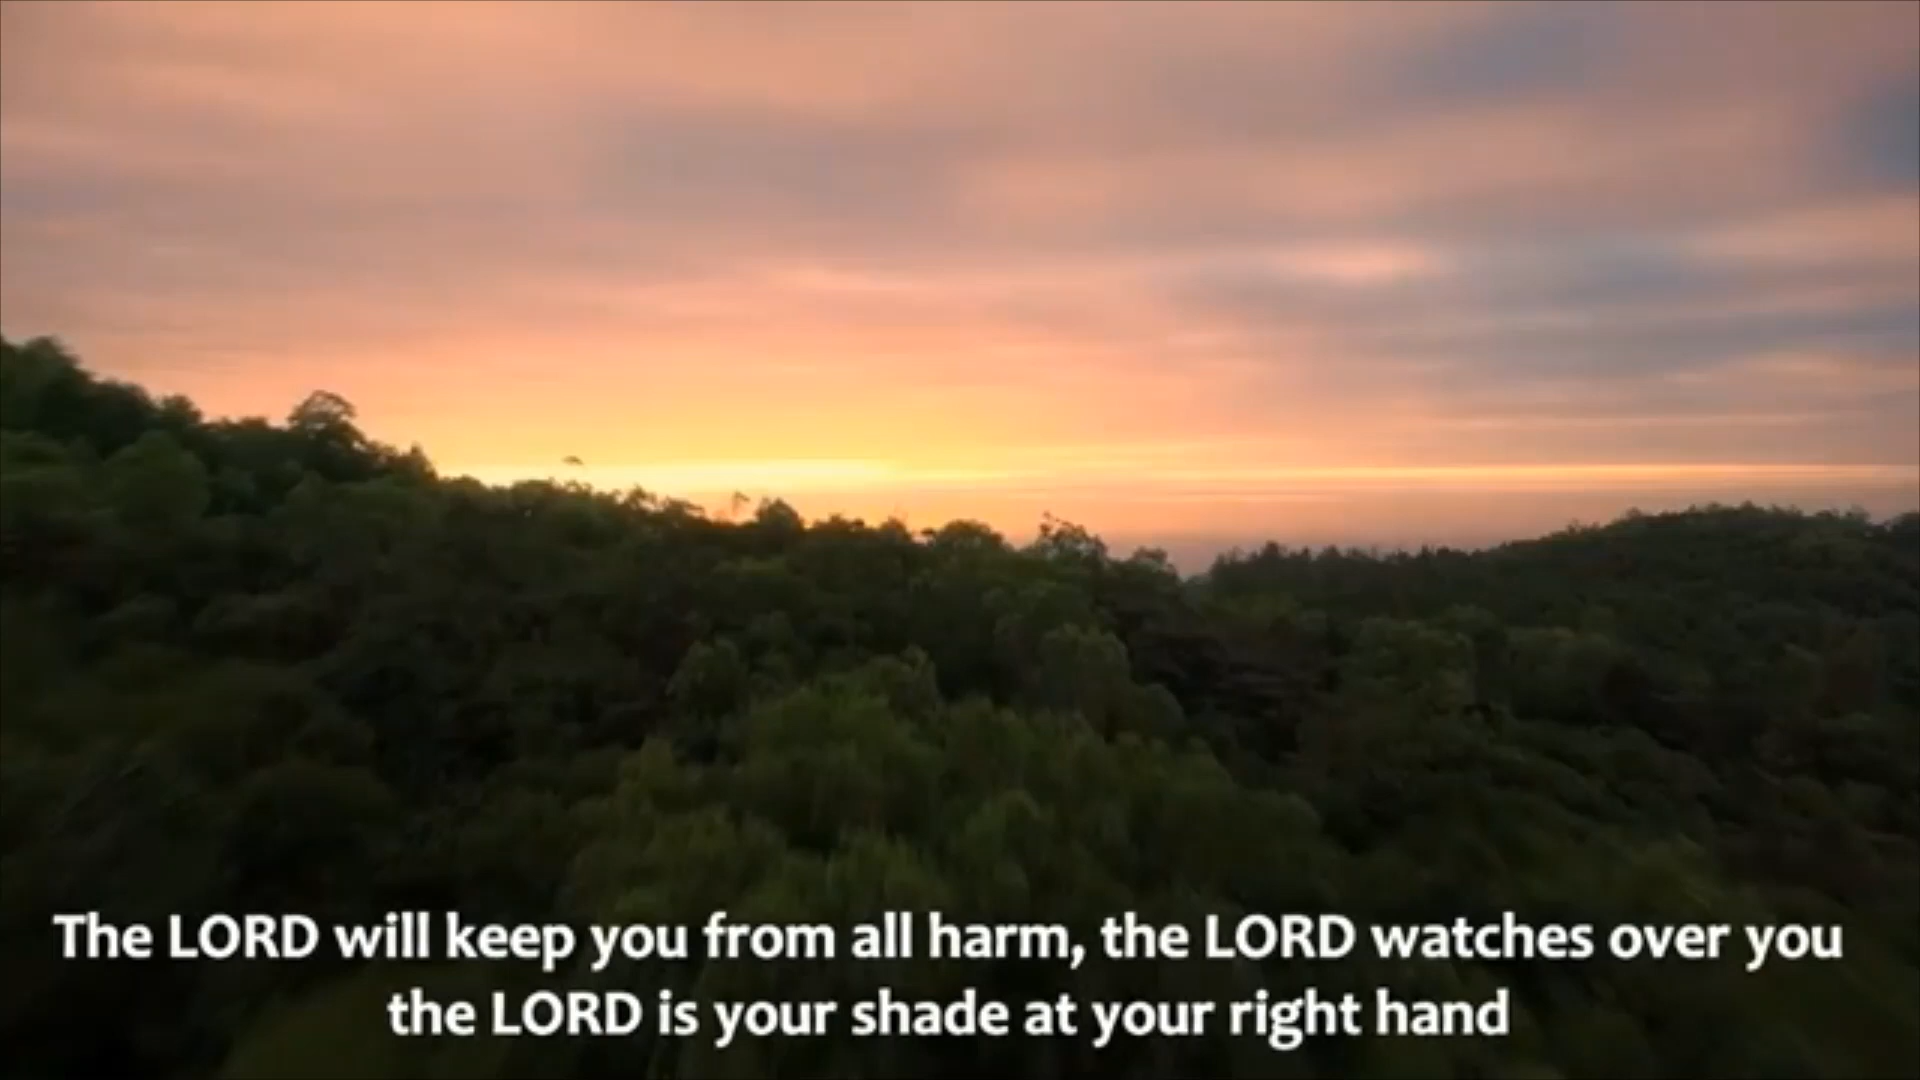 The LORD will keep you from all harm, the LORD watches over you
the LORD is your shade at your right hand